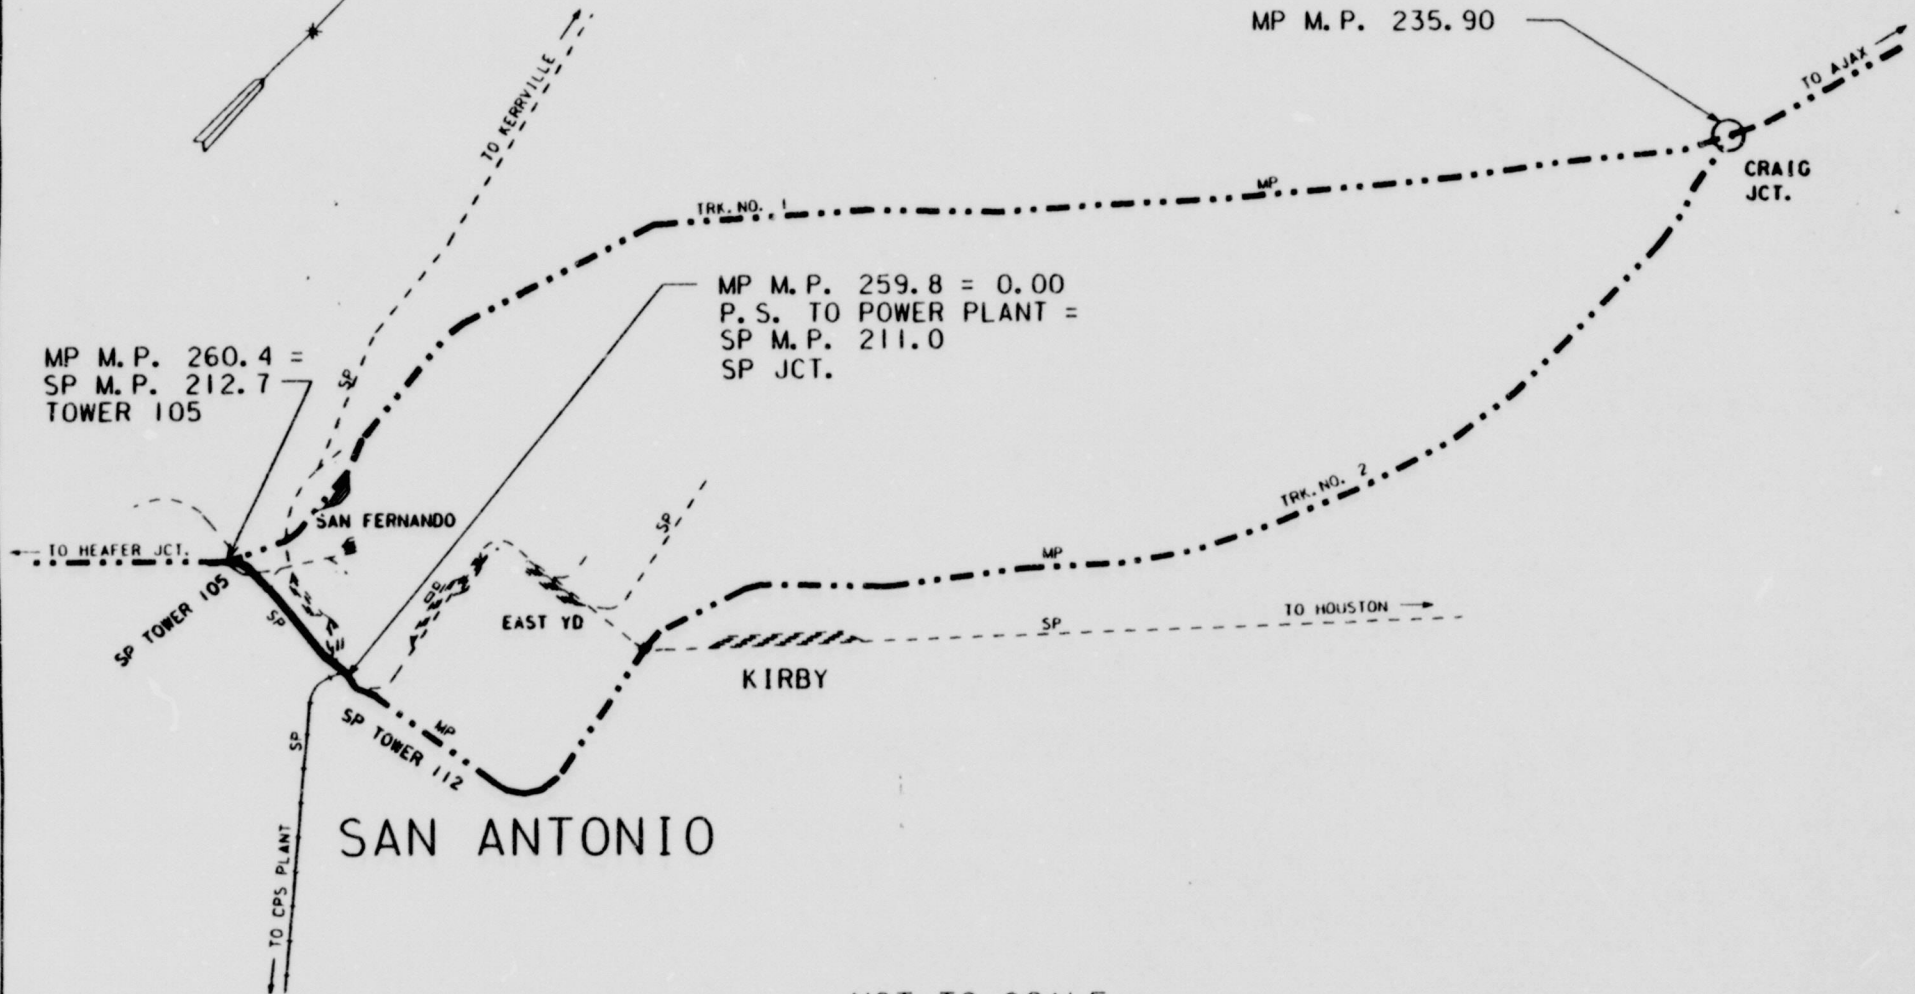 MP M.P. 235.90
TO KERRVILLE
TO AJAX
CRAIG
JCT.
TRK. NO. 1
MP
MP M.P. 259.8 = 0.00
P.S. TO POWER PLANT =
SP M.P. 211.0
SP JCT.
MP M.P. 260.4 =
SP M.P. 212.7
TOWER 105
SP
SAN FERNANDO
TO HEAFER JCT.
SP TOWER 105
SP
EAST YD
SP
TRK. NO. 2
MP
TO HOUSTON
SP
KIRBY
MP
SP TOWER 112
SP
SAN ANTONIO
TO CPS PLANT